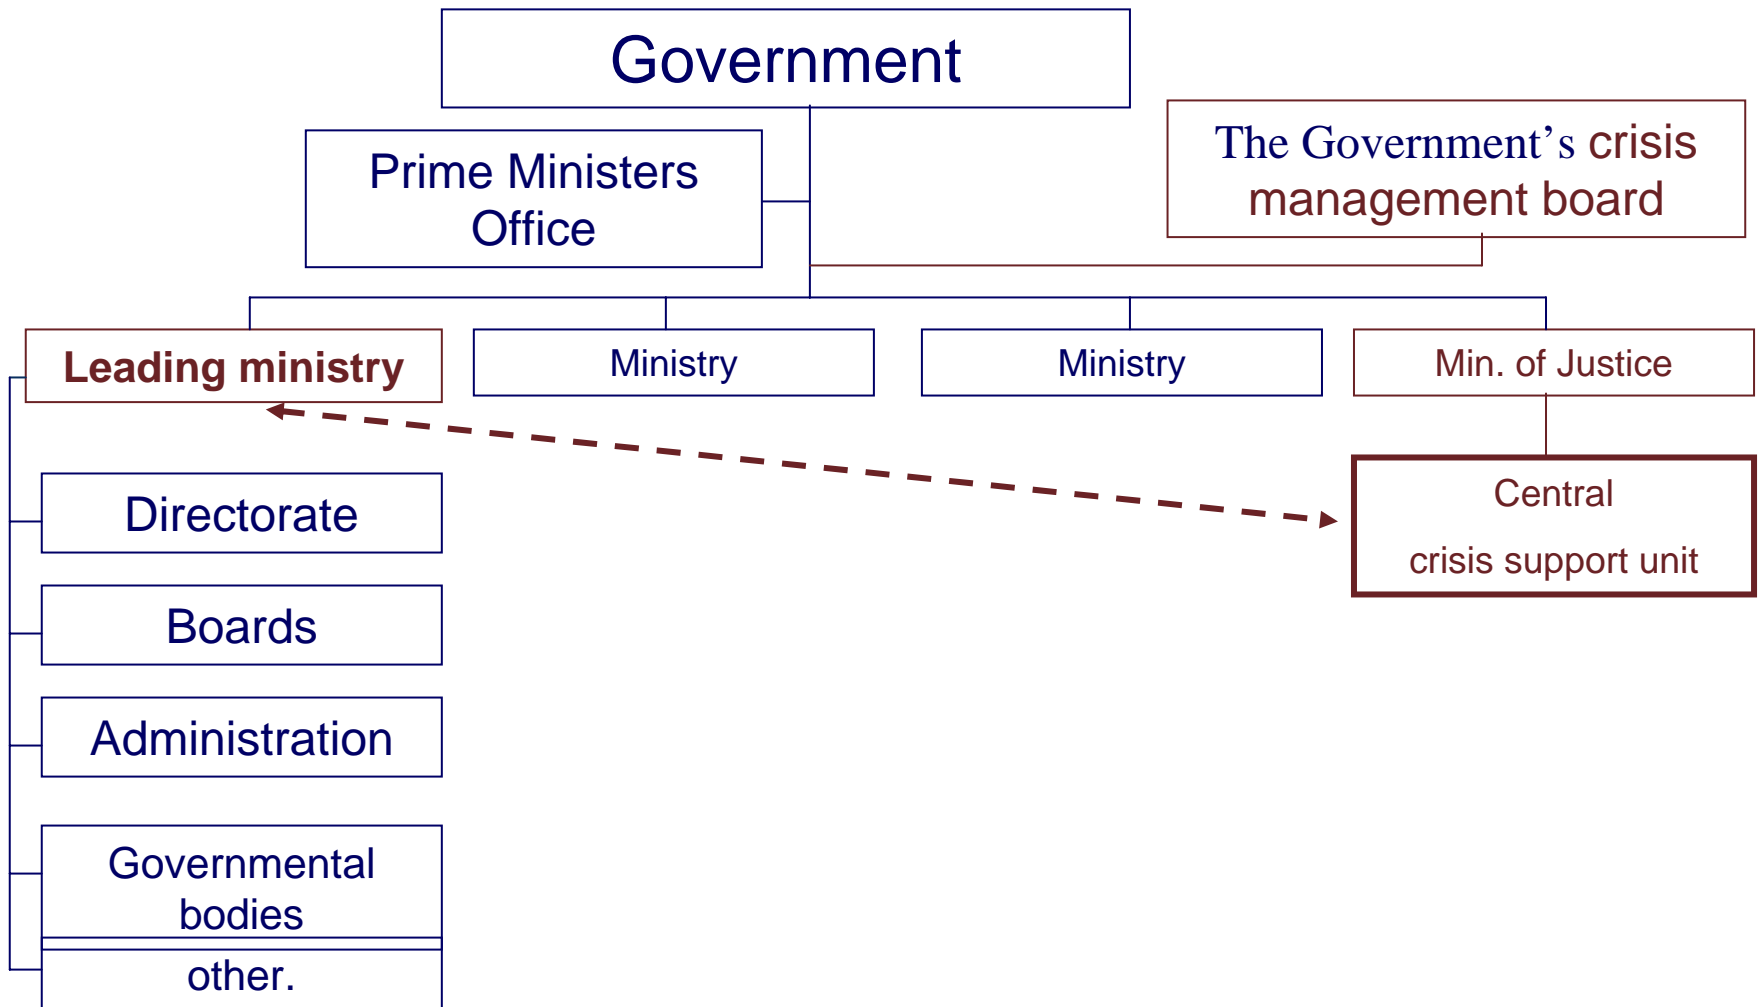 Government
Prime Ministers
Office
The Government’s crisis
management board
Leading ministry
Ministry
Ministry
Min. of Justice
Central
crisis support unit
Directorate
Boards
Administration
Governmental
bodies
other.